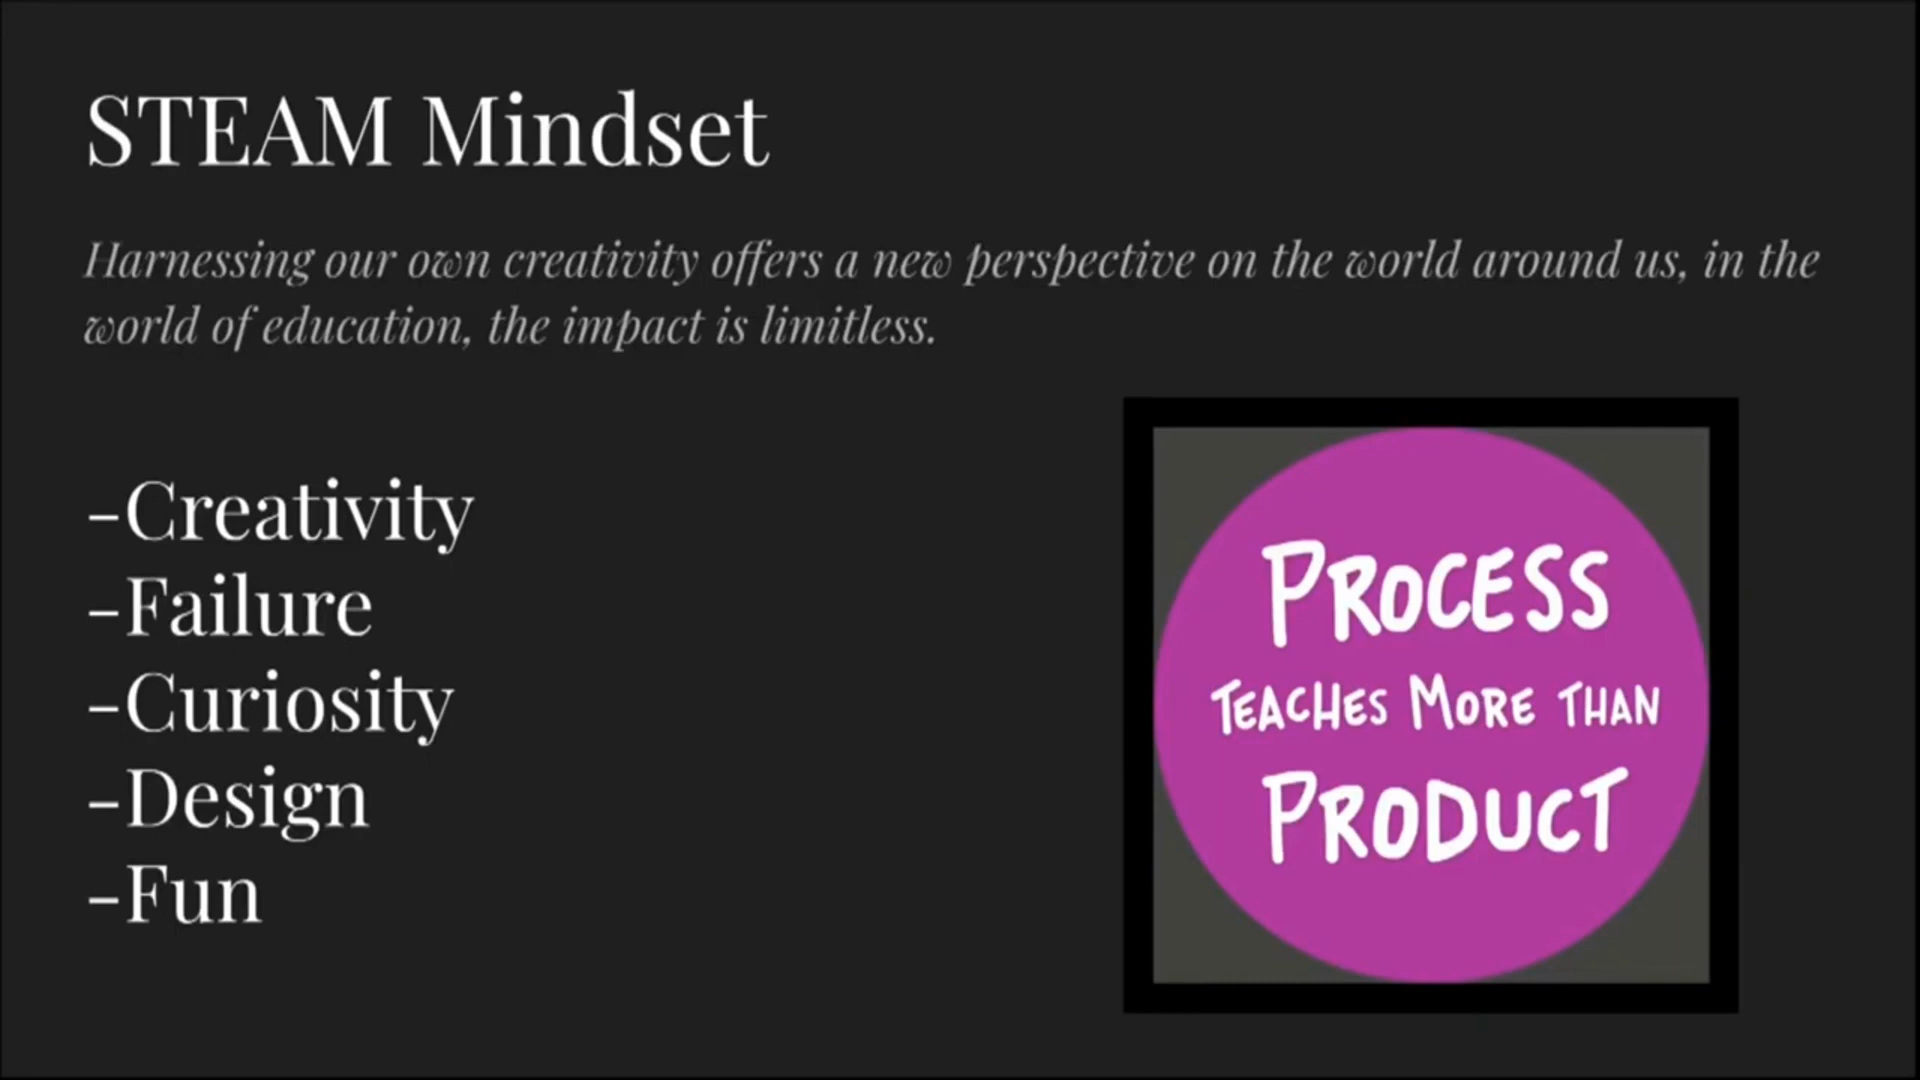 STEAM Mindset
Harnessing our own creativity offers a new perspective on the world around us, in the
world of education, the impact is limitless.
-Creativity
-Failure
-Curiosity
-Design
-Fun
PROCESS
TEACHES MORE THAN
PRODUCT